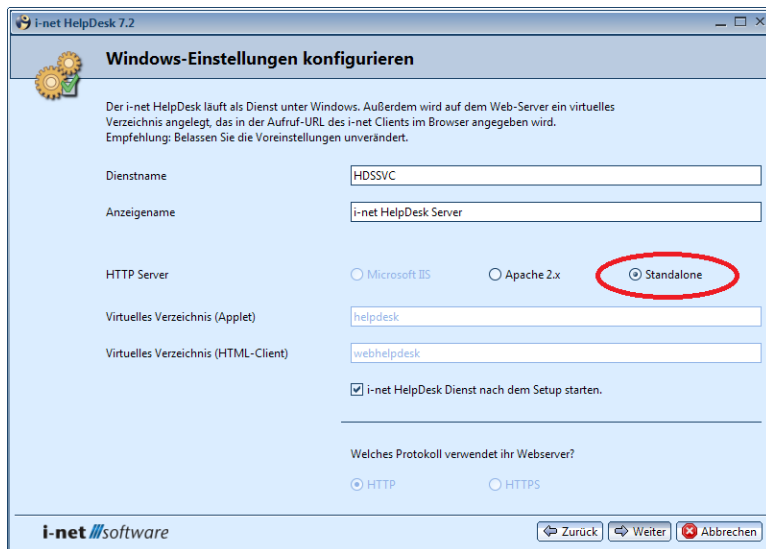 i-net HelpDesk 7.2
Windows-Einstellungen konfigurieren
Der i-net HelpDesk läuft als Dienst unter Windows. Außerdem wird auf dem Web-Server ein virtuelles
Verzeichnis angelegt, das in der Aufruf-URL des i-net Clients im Browser angegeben wird.
Empfehlung: Belassen Sie die Voreinstellungen unverändert.
Dienstname
HDSSVC
Anzeigename
i-net HelpDesk Server
HTTP Server
Microsoft IIS
Apache 2.x
Standalone
Virtuelles Verzeichnis (Applet)
helpdesk
Virtuelles Verzeichnis (HTML-Client)
webhelpdesk
i-net HelpDesk Dienst nach dem Setup starten.
Welches Protokoll verwendet ihr Webserver?
HTTP
HTTPS
i-net software
Zurück
Weiter
Abbrechen